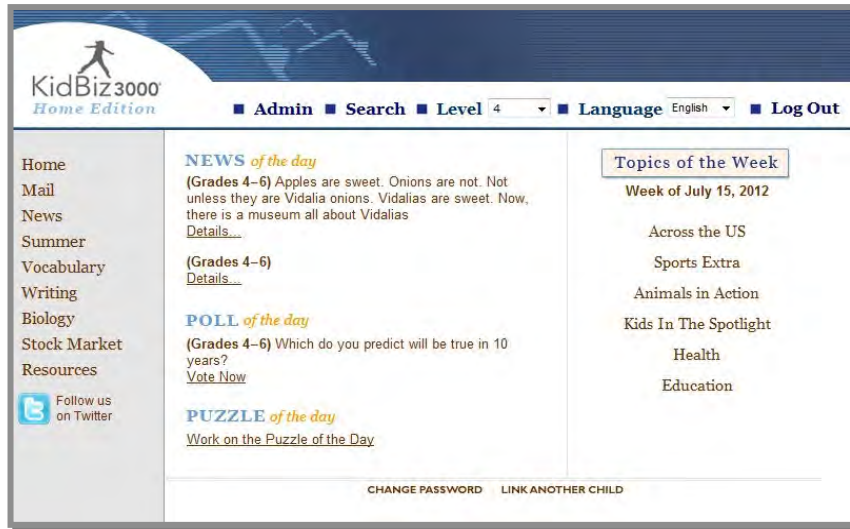 KidBiz3000
Home Edition
Admin Search Level 4 Language English Log Out
Home
Mail
News
Summer
Vocabulary
Writing
Biology
Stock Market
Resources
Follow us
on Twitter
NEWS of the day
(Grades 4–6) Apples are sweet. Onions are not. Not
unless they are Vidalia onions. Vidalias are sweet. Now,
there is a museum all about Vidalias
Details...
(Grades 4–6)
Details...
POLL of the day
(Grades 4–6) Which do you predict will be true in 10
years?
Vote Now
PUZZLE of the day
Work on the Puzzle of the Day
Topics of the Week
Week of July 15, 2012
Across the US
Sports Extra
Animals in Action
Kids In The Spotlight
Health
Education
CHANGE PASSWORD LINK ANOTHER CHILD